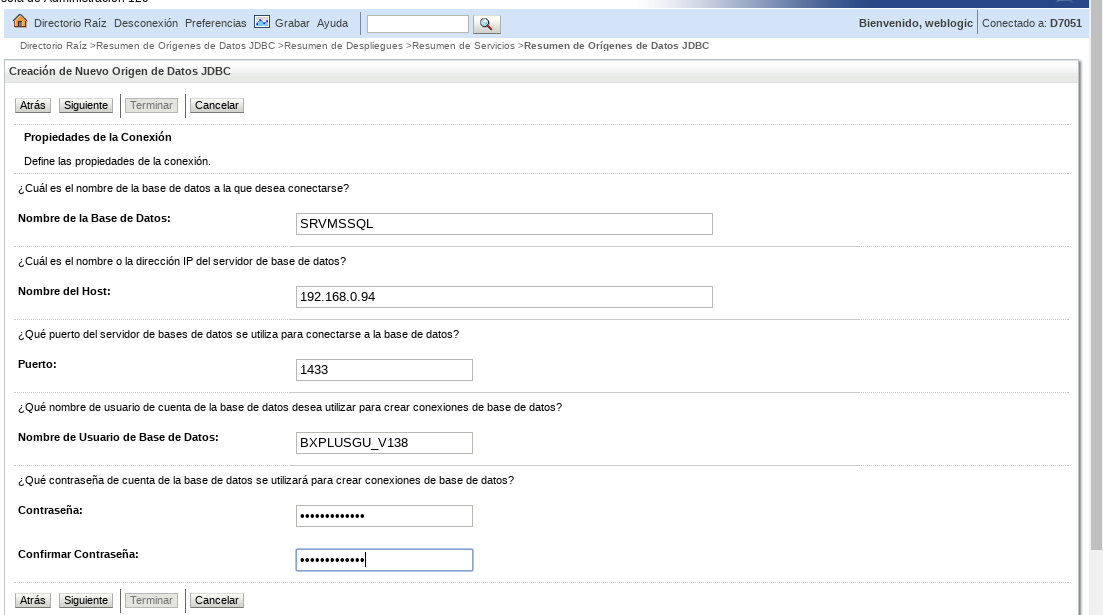 sola de Administración 12c
Directorio Raíz Desconexión Preferencias Grabar Ayuda
Bienvenido, weblogic Conectado a: D7051
Directorio Raíz >Resumen de Orígenes de Datos JDBC >Resumen de Despliegues >Resumen de Servicios >Resumen de Orígenes de Datos JDBC
Creación de Nuevo Origen de Datos JDBC
Atrás Siguiente Terminar Cancelar
Propiedades de la Conexión
Define las propiedades de la conexión.
¿Cuál es el nombre de la base de datos a la que desea conectarse?
Nombre de la Base de Datos: SRVMSSQL
¿Cuál es el nombre o la dirección IP del servidor de base de datos?
Nombre del Host: 192.168.0.94
¿Qué puerto del servidor de bases de datos se utiliza para conectarse a la base de datos?
Puerto: 1433
¿Qué nombre de usuario de cuenta de la base de datos desea utilizar para crear conexiones de base de datos?
Nombre de Usuario de Base de Datos: BXPLUSGU_V138
¿Qué contraseña de cuenta de la base de datos se utilizará para crear conexiones de base de datos?
Contraseña: •••••••••••••
Confirmar Contraseña: •••••••••••••
Atrás Siguiente Terminar Cancelar